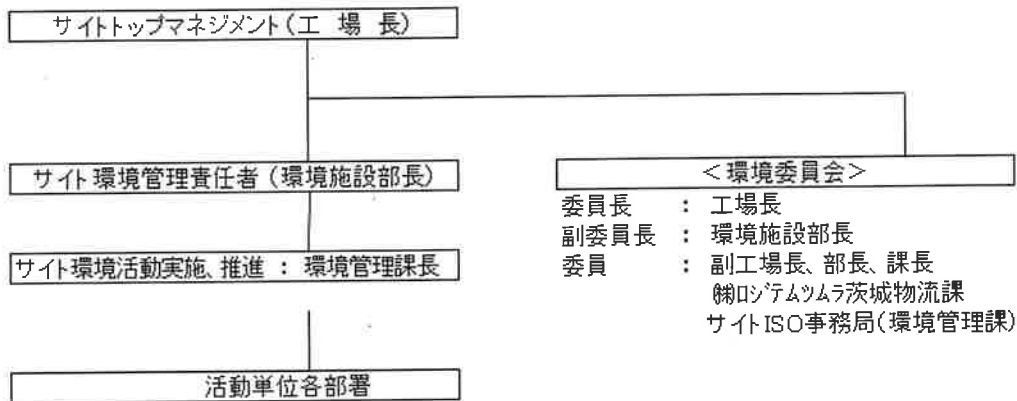 サイトトップマネジメント(工 場 長)
サイト環境管理責任者(環境施設部長)
サイト環境活動実施、推進 : 環境管理課長
活動単位各部署
<環境委員会>
委員長 : 工場長
副委員長 : 環境施設部長
委員 : 副工場長、部長、課長
㈱ロジテムツムラ茨城物流課
サイトISO事務局(環境管理課)